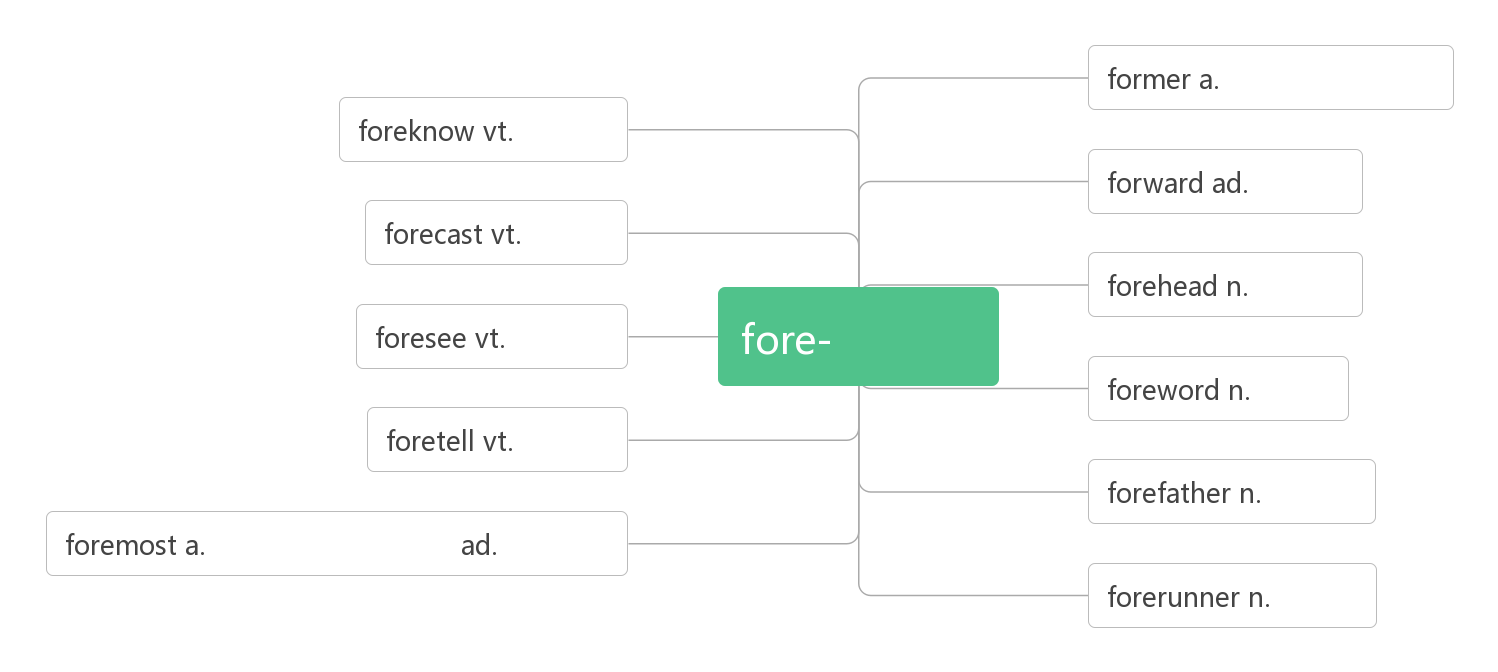 fore-
former a.
forward ad.
forehead n.
foreword n.
forefather n.
forerunner n.
foreknow vt.
forecast vt.
foresee vt.
foretell vt.
foremost a. ad.